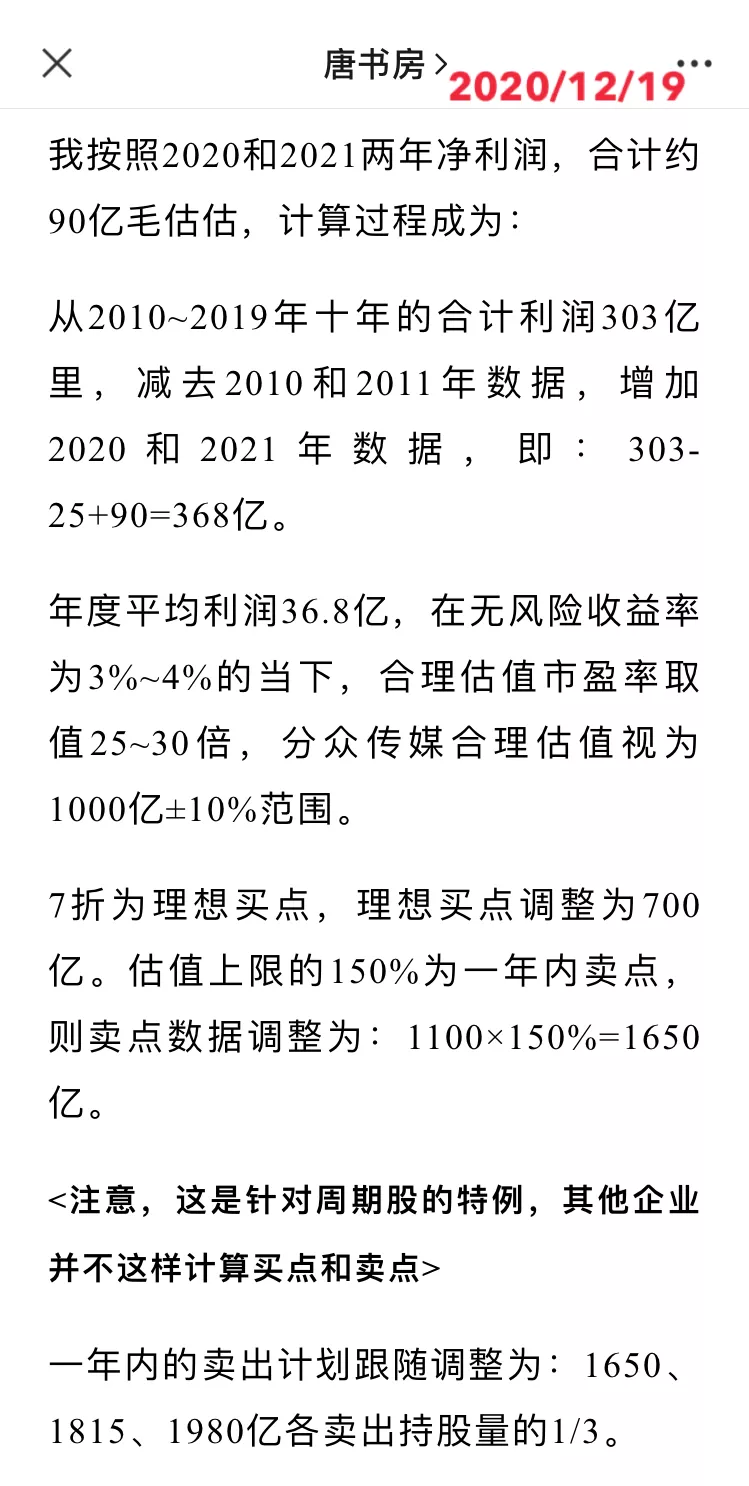 唐书房
2020/12/19
我按照2020和2021两年净利润，合计约
90亿毛估估，计算过程成为：
从2010~2019年十年的合计利润303亿
里，减去2010和2011年数据，增加
2020和2021年数据，即：303-
25+90=368亿。
年度平均利润36.8亿，在无风险收益率
为3%~4%的当下，合理估值市盈率取
值25~30倍，分众传媒合理估值视为
1000亿±10%范围。
7折为理想买点，理想买点调整为700
亿。估值上限的150%为一年内卖点，
则卖点数据调整为：1100×150%=1650
亿。
<注意，这是针对周期股的特例，其他企业
并不这样计算买点和卖点>
一年内的卖出计划跟随调整为：1650、
1815、1980亿各卖出持股量的1/3。